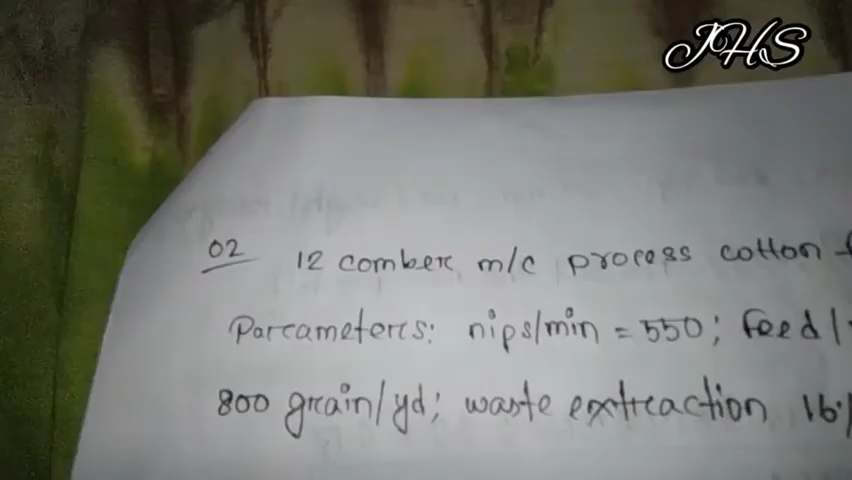 JHS
02 12 comber m/c process cotton
Parameters: nips/min = 550; Feed/
800 grain/yd; waste extraction 16%